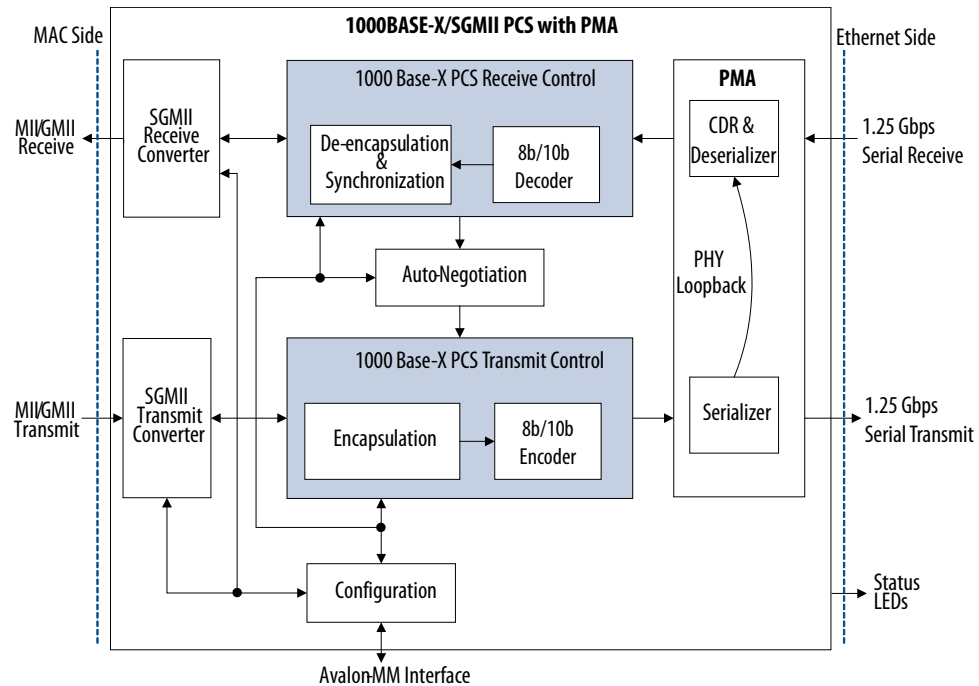 1000BASE-X/SGMII PCS with PMA
MAC Side
Ethernet Side
1000 Base-X PCS Receive Control
PMA
SGMII
Receive
Converter
MII/GMII
Receive
De-encapsulation
&
Synchronization
8b/10b
Decoder
CDR &
Deserializer
1.25 Gbps
Serial Receive
Auto-Negotiation
PHY
Loopback
1000 Base-X PCS Transmit Control
SGMII
Transmit
Converter
MII/GMII
Transmit
Encapsulation
8b/10b
Encoder
Serializer
1.25 Gbps
Serial Transmit
Configuration
Status
LEDs
Avalon-MM Interface